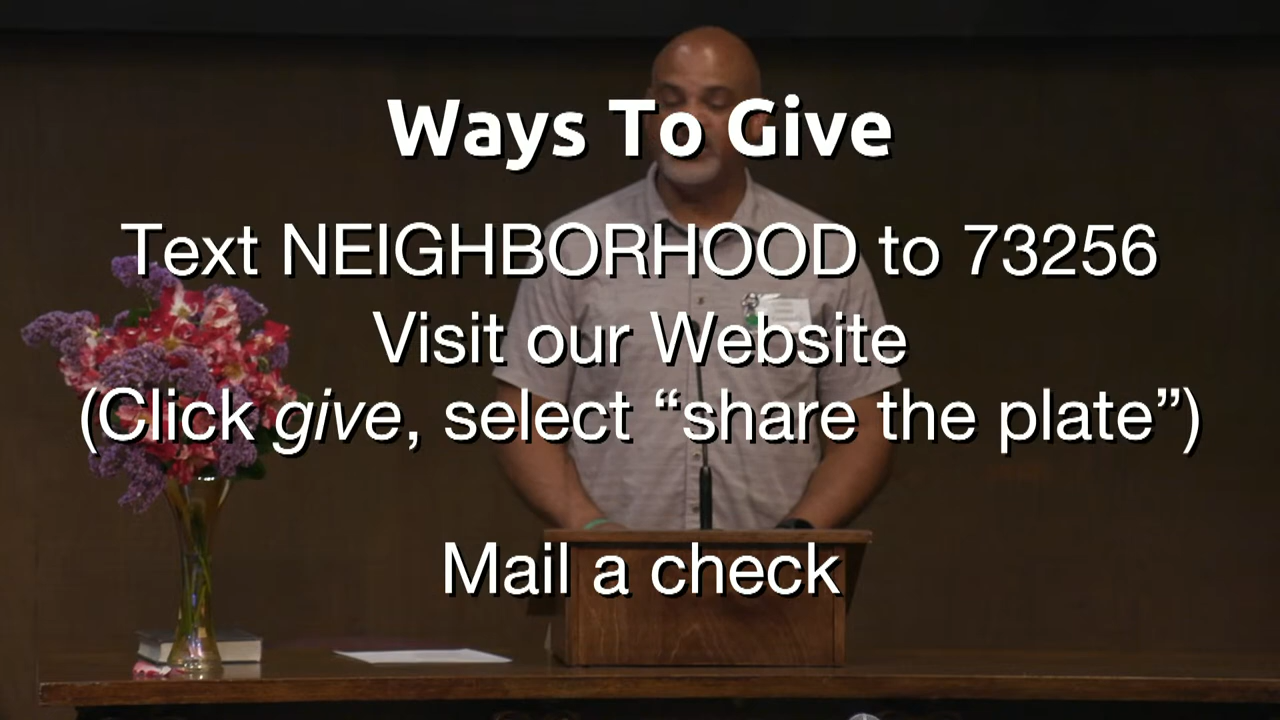 Ways To Give
Text NEIGHBORHOOD to 73256
Visit our Website
(Click give, select “share the plate”)
Mail a check